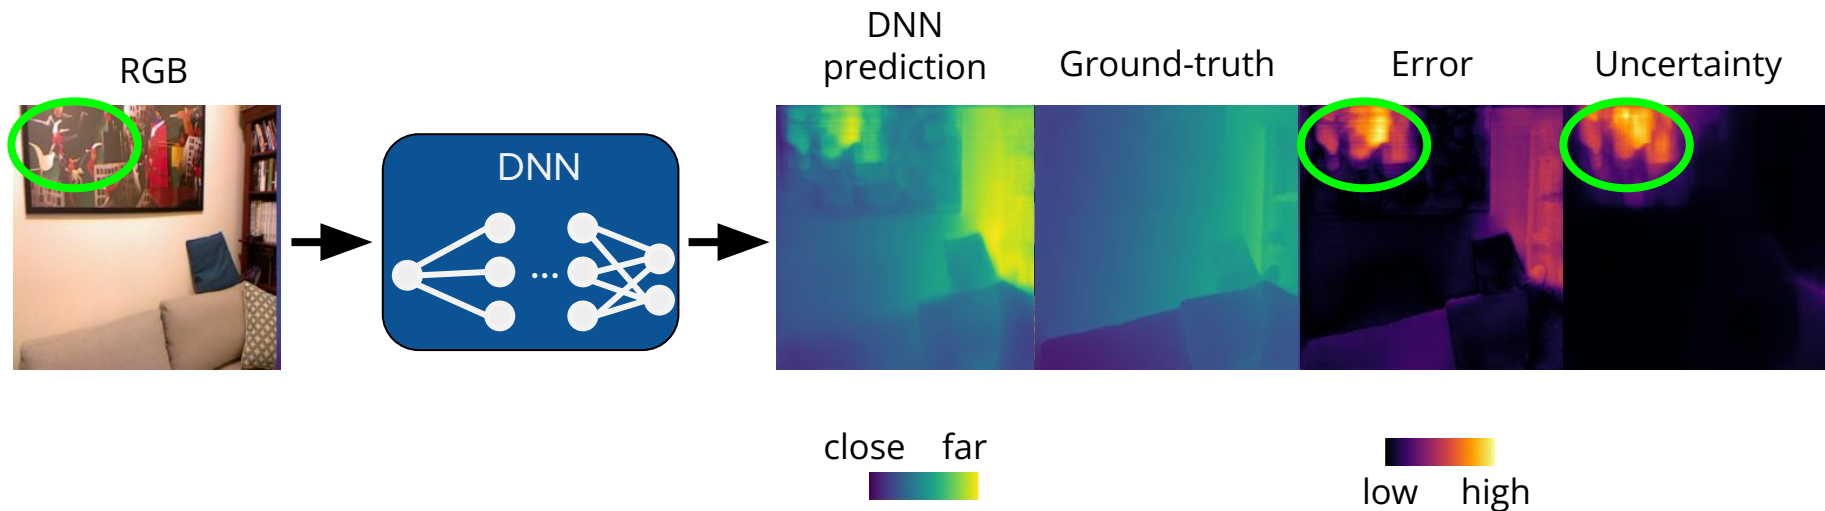 RGB
DNN
prediction
Ground-truth
Error
Uncertainty
DNN
...
close far
low high